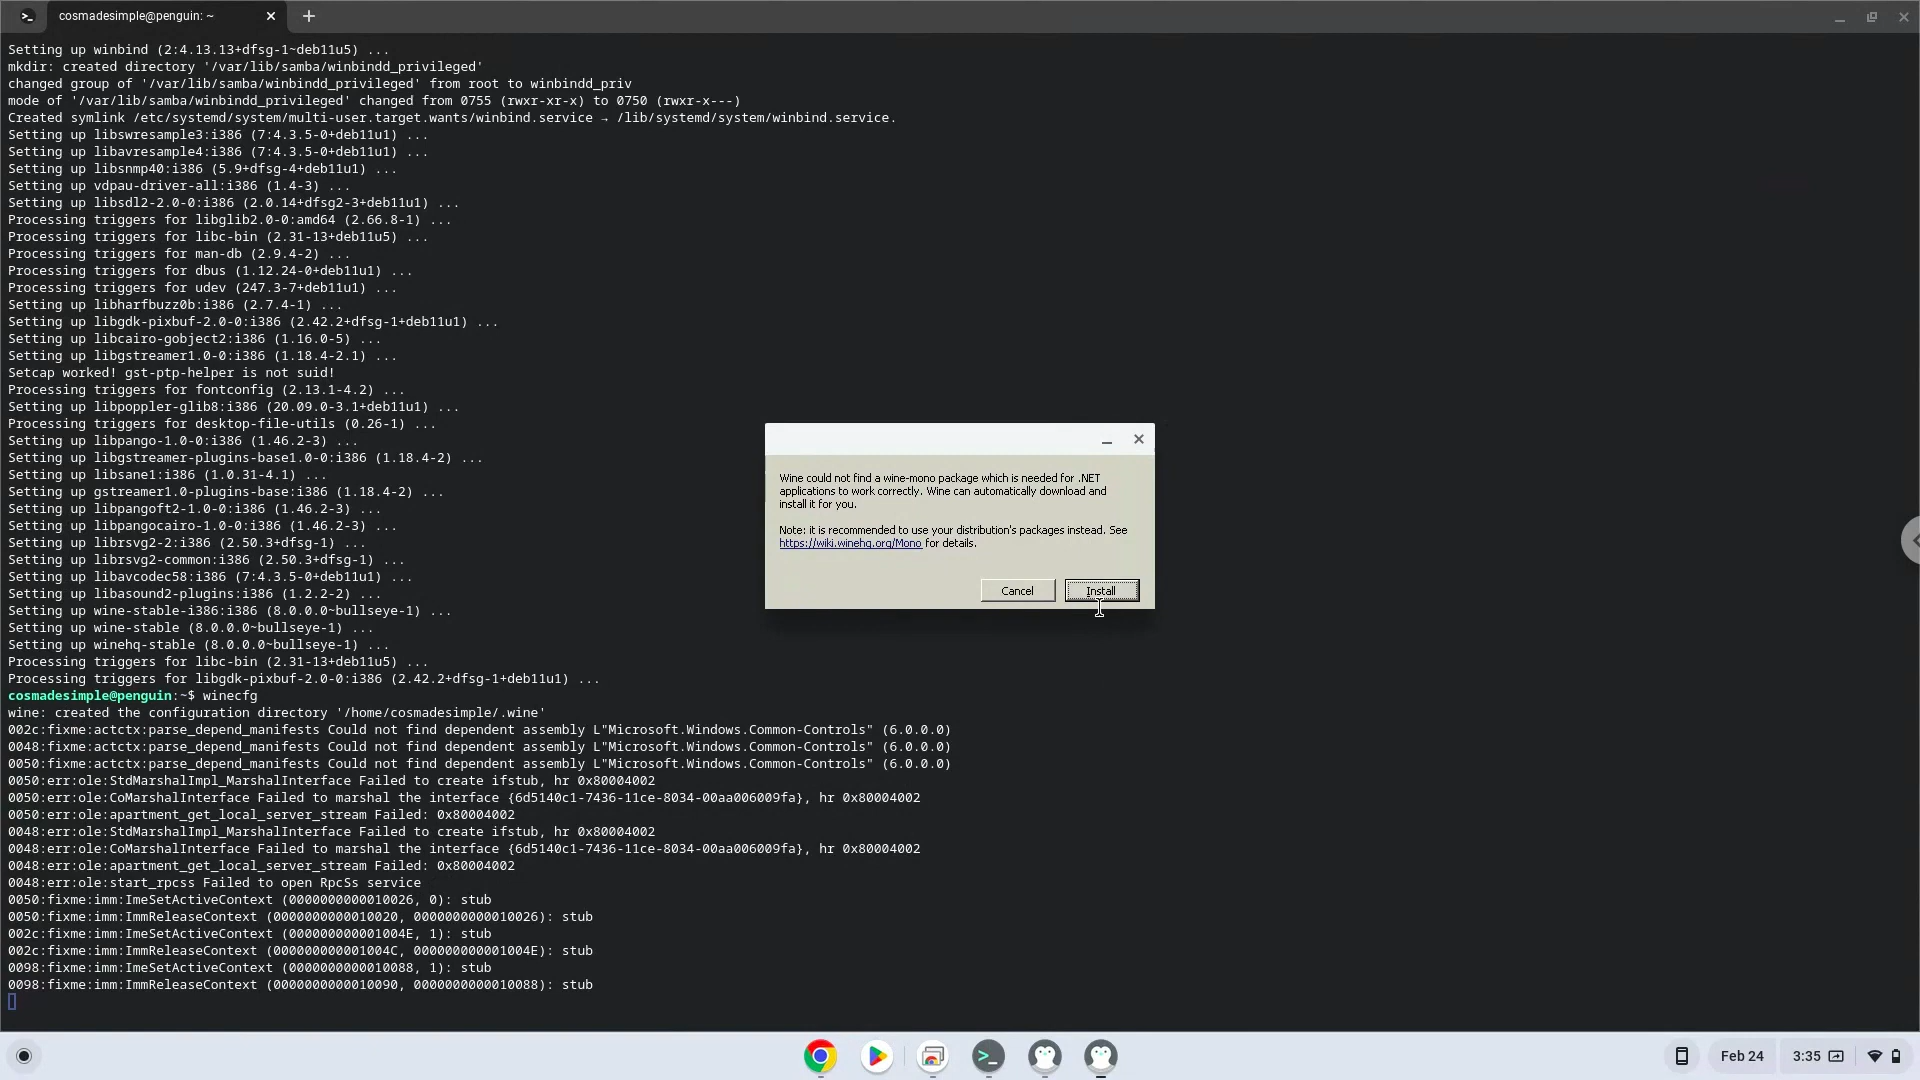 cosmadesimple@penguin: ~
Setting up winbind (2:4.13.13+dfsg-1~deb11u5) ...
mkdir: created directory '/var/lib/samba/winbindd_privileged'
changed group of '/var/lib/samba/winbindd_privileged' from root to winbindd_priv
mode of '/var/lib/samba/winbindd_privileged' changed from 0755 (rwxr-xr-x) to 0750 (rwxr-x---)
Created symlink /etc/systemd/system/multi-user.target.wants/winbind.service → /lib/systemd/system/winbind.service.
Setting up libswresample3:i386 (7:4.3.5-0+deb11u1) ...
Setting up libavresample4:i386 (7:4.3.5-0+deb11u1) ...
Setting up libsnmp40:i386 (5.9+dfsg-4+deb11u1) ...
Setting up vdpau-driver-all:i386 (1.4-3) ...
Setting up libsdl2-2.0-0:i386 (2.0.14+dfsg2-3+deb11u1) ...
Processing triggers for libglib2.0-0:amd64 (2.66.8-1) ...
Processing triggers for libc-bin (2.31-13+deb11u5) ...
Processing triggers for man-db (2.9.4-2) ...
Processing triggers for dbus (1.12.24-0+deb11u1) ...
Processing triggers for udev (247.3-7+deb11u1) ...
Setting up libharfbuzz0b:i386 (2.7.4-1) ...
Setting up libgdk-pixbuf-2.0-0:i386 (2.42.2+dfsg-1+deb11u1) ...
Setting up libcairo-gobject2:i386 (1.16.0-5) ...
Setting up libgstreamer1.0-0:i386 (1.18.4-2.1) ...
Setcap worked! gst-ptp-helper is not suid!
Processing triggers for fontconfig (2.13.1-4.2) ...
Setting up libpoppler-glib8:i386 (20.09.0-3.1+deb11u1) ...
Processing triggers for desktop-file-utils (0.26-1) ...
Setting up libpango-1.0-0:i386 (1.46.2-3) ...
Setting up libgstreamer-plugins-base1.0-0:i386 (1.18.4-2) ...
Setting up libsane1:i386 (1.0.31-4.1) ...
Setting up gstreamer1.0-plugins-base:i386 (1.18.4-2) ...
Setting up libpangoft2-1.0-0:i386 (1.46.2-3) ...
Setting up libpangocairo-1.0-0:i386 (1.46.2-3) ...
Setting up librsvg2-2:i386 (2.50.3+dfsg-1) ...
Setting up librsvg2-common:i386 (2.50.3+dfsg-1) ...
Setting up libavcodec58:i386 (7:4.3.5-0+deb11u1) ...
Setting up libasound2-plugins:i386 (1.2.2-2) ...
Setting up wine-stable-i386:i386 (8.0.0.0~bullseye-1) ...
Setting up wine-stable (8.0.0.0~bullseye-1) ...
Setting up winehq-stable (8.0.0.0~bullseye-1) ...
Processing triggers for libc-bin (2.31-13+deb11u5) ...
Processing triggers for libgdk-pixbuf-2.0-0:i386 (2.42.2+dfsg-1+deb11u1) ...
cosmadesimple@penguin:~$ winecfg
wine: created the configuration directory '/home/cosmadesimple/.wine'
002c:fixme:actctx:parse_depend_manifests Could not find dependent assembly L"Microsoft.Windows.Common-Controls" (6.0.0.0)
0048:fixme:actctx:parse_depend_manifests Could not find dependent assembly L"Microsoft.Windows.Common-Controls" (6.0.0.0)
0050:fixme:actctx:parse_depend_manifests Could not find dependent assembly L"Microsoft.Windows.Common-Controls" (6.0.0.0)
0050:err:ole:StdMarshalImpl_MarshalInterface Failed to create ifstub, hr 0x80004002
0050:err:ole:CoMarshalInterface Failed to marshal the interface {6d5140c1-7436-11ce-8034-00aa006009fa}, hr 0x80004002
0050:err:ole:apartment_get_local_server_stream Failed: 0x80004002
0048:err:ole:StdMarshalImpl_MarshalInterface Failed to create ifstub, hr 0x80004002
0048:err:ole:CoMarshalInterface Failed to marshal the interface {6d5140c1-7436-11ce-8034-00aa006009fa}, hr 0x80004002
0048:err:ole:apartment_get_local_server_stream Failed: 0x80004002
0048:err:ole:start_rpcss Failed to open RpcSs service
0050:fixme:imm:ImeSetActiveContext (0000000000010026, 0): stub
0050:fixme:imm:ImmReleaseContext (0000000000010020, 0000000000010026): stub
002c:fixme:imm:ImeSetActiveContext (000000000001004E, 1): stub
002c:fixme:imm:ImmReleaseContext (000000000001004C, 000000000001004E): stub
0098:fixme:imm:ImeSetActiveContext (0000000000010088, 1): stub
0098:fixme:imm:ImmReleaseContext (0000000000010090, 0000000000010088): stub
Wine could not find a wine-mono package which is needed for .NET
applications to work correctly. Wine can automatically download and
install it for you.
Note: it is recommended to use your distribution's packages instead. See
https://wiki.winehq.org/Mono for details.
Cancel
Install
Feb 24
3:35